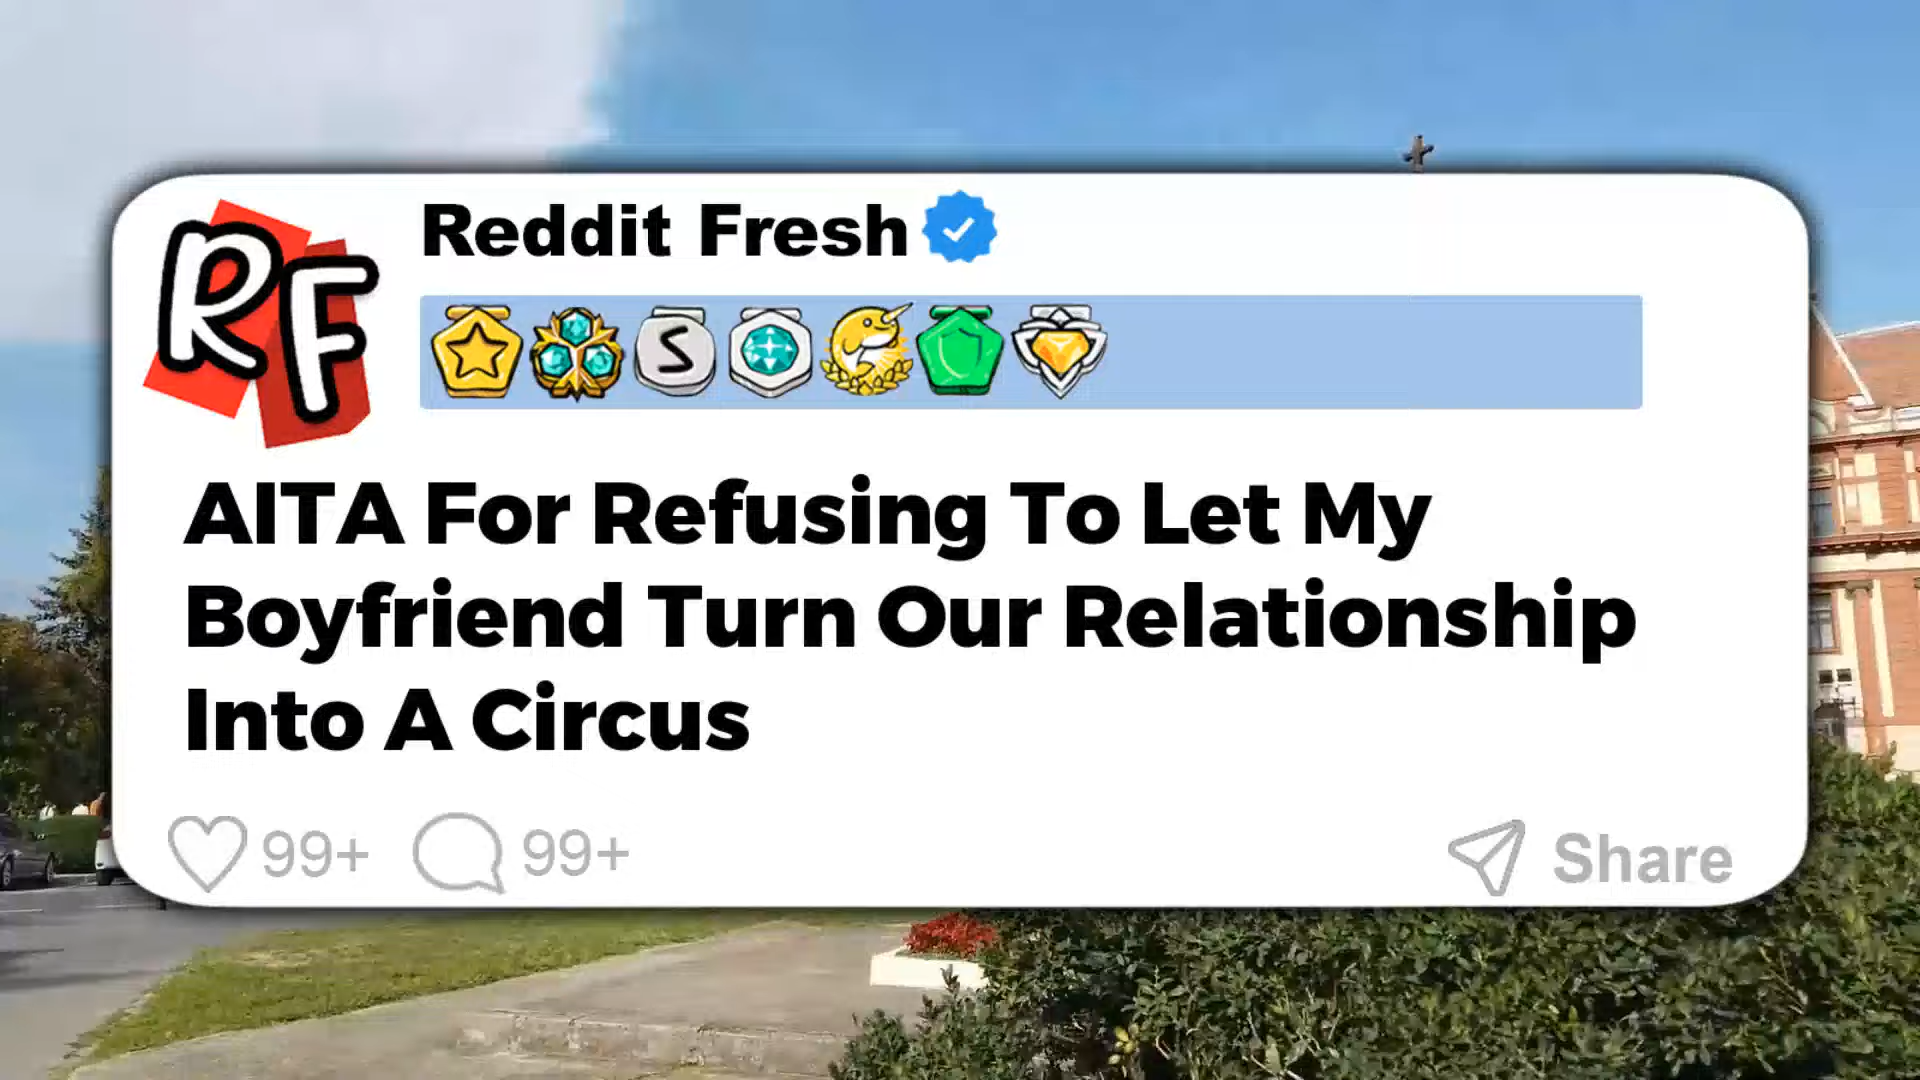 RF
Reddit Fresh
S
AITA For Refusing To Let My
Boyfriend Turn Our Relationship
Into A Circus
99+ 99+ Share